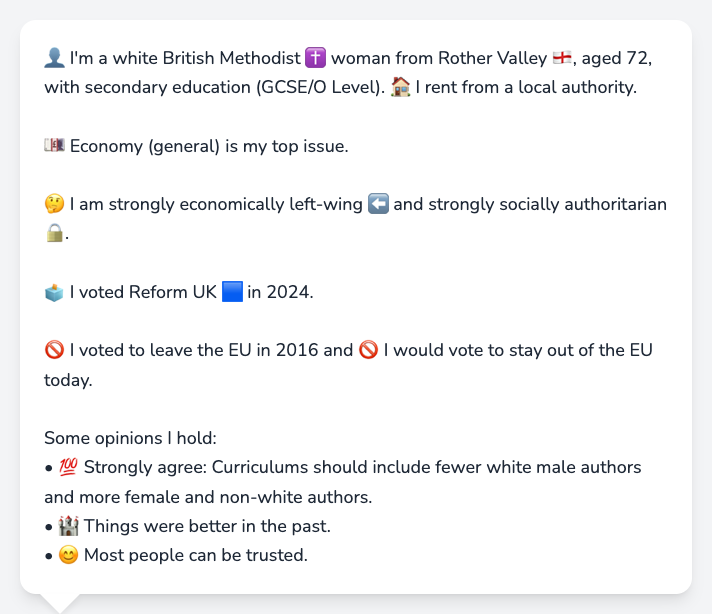 👤 I'm a white British Methodist ✝️ woman from Rother Valley 🏴󠁧󠁢󠁥󠁮󠁧󠁿, aged 72,
with secondary education (GCSE/O Level). 🏠 I rent from a local authority.
💷 Economy (general) is my top issue.
🤔 I am strongly economically left-wing ⬅️ and strongly socially authoritarian
🔒.
🗳️ I voted Reform UK 🟦 in 2024.
🚫 I voted to leave the EU in 2016 and 🚫 I would vote to stay out of the EU
today.
Some opinions I hold:
• 💯 Strongly agree: Curriculums should include fewer white male authors
and more female and non-white authors.
• 🏰 Things were better in the past.
• 😊 Most people can be trusted.